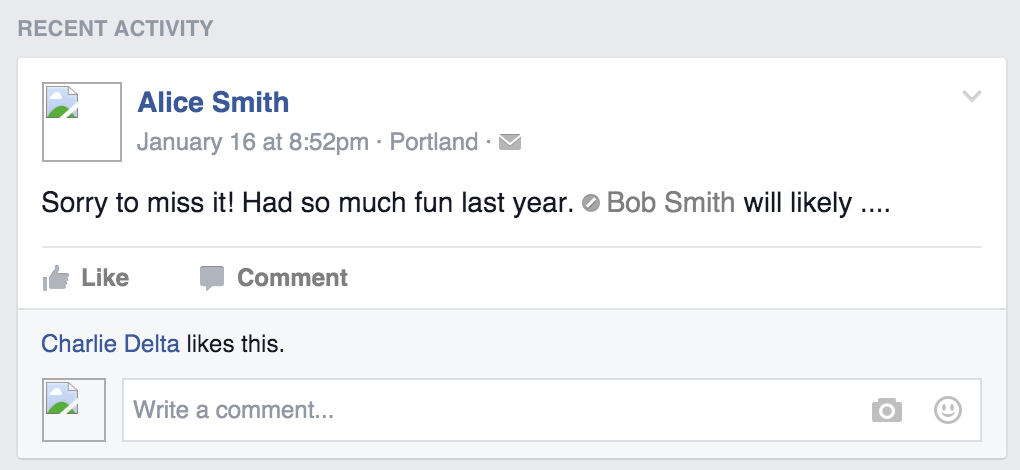 RECENT ACTIVITY
Alice Smith
January 16 at 8:52pm · Portland ·
Sorry to miss it! Had so much fun last year. Bob Smith will likely ....
Like Comment
Charlie Delta likes this.
Write a comment...